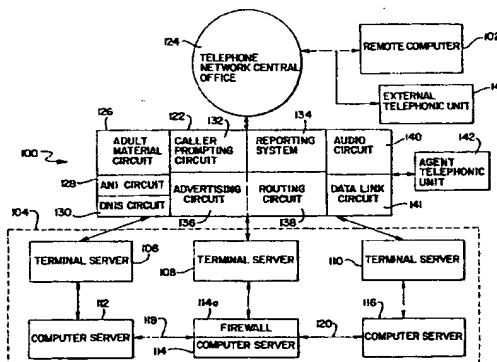 124
TELEPHONE
NETWORK CENTRAL
OFFICE
REMOTE COMPUTER
102
EXTERNAL TELEPHONIC UNIT
126
122
132
134
100
ADULT
MATERIAL
CIRCUIT
CALLER
PROMPTING
CIRCUIT
REPORTING
SYSTEM
AUDIO
CIRCUIT
140
142
128
ANI CIRCUIT
130
DNIS CIRCUIT
ADVERTISING
CIRCUIT
136
ROUTING
CIRCUIT
138
DATA LINK
CIRCUIT
141
AGENT
TELEPHONIC
UNIT
104
TERMINAL SERVER
106
TERMINAL SERVER
108
TERMINAL SERVER
110
112
COMPUTER SERVER
118
114a
FIREWALL
COMPUTER SERVER
114
120
116
COMPUTER SERVER